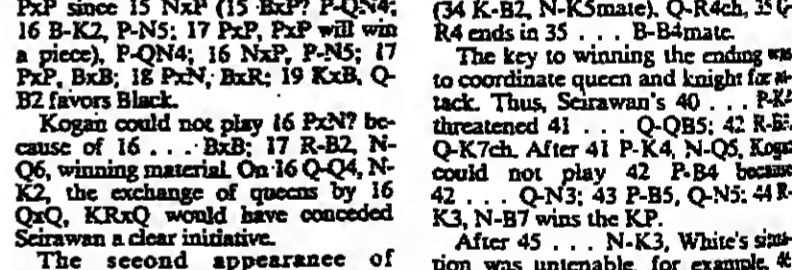 PxP since 15 NxP (15 BxP? P-QN4;
16 B-K2, P-N5; 17 PxP, PxP will win
a piece), P-QN4; 16 NxP, P-N5; 17
PxP, BxB; 18 PxN, BxR; 19 KxB, Q-
B2 favors Black.
Kogan could not play 16 PxN? be-
cause of 16 . . . BxB; 17 R-B2, N-
Q6, winning material. On 16 Q-Q4, N-
K2, the exchange of queens by 16
QxQ, KRxQ would have conceded
Seirawan a clear initiative.
The second appearance of
(34 K-B2, N-K5mate), Q-R4ch, 35
R4 ends in 35 . . . B-B4mate.
The key to winning the ending was
to coordinate queen and knight for at-
tack. Thus, Seirawan's 40 . . .
threatened 41 . . . Q-QB5; 42
Q-K7ch. After 41 P-K4, N-Q5, Kogan
could not play 42 P-B4 because
42 . . . Q-N3; 43 P-B5, Q-N5; 44 R-
K3, N-B7 wins the KP.
After 45 . . . N-K3, White's situa-
tion was untenable, for example,